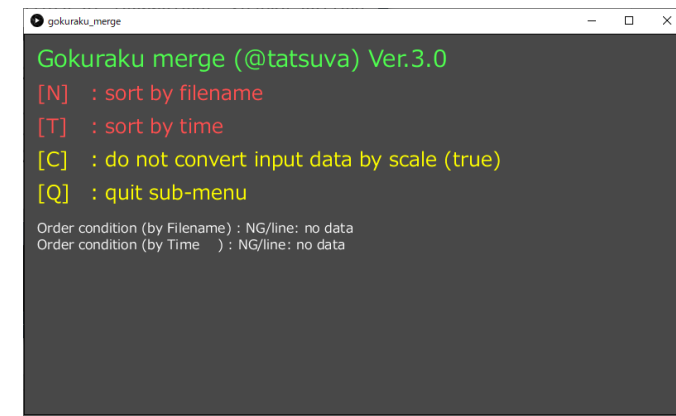 gokuraku_merge
Gokuraku merge (@tatsuva) Ver.3.0
[N] : sort by filename
[T] : sort by time
[C] : do not convert input data by scale (true)
[Q] : quit sub-menu
Order condition (by Filename) : NG/line: no data
Order condition (by Time ) : NG/line: no data